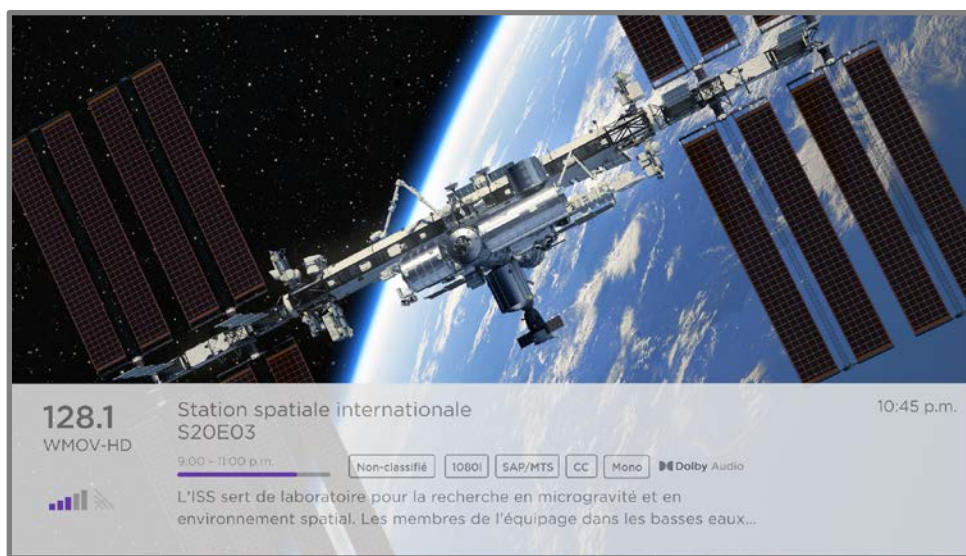 128.1
WMOV-HD
Station spatiale internationale
S20E03
10:45 p.m.
9:00 – 11:00 p.m.
Non-classifié 1080i SAP/MTS CC Mono Dolby Audio
L'ISS sert de laboratoire pour la recherche en microgravité et en
environnement spatial. Les membres de l'équipage dans les basses eaux...